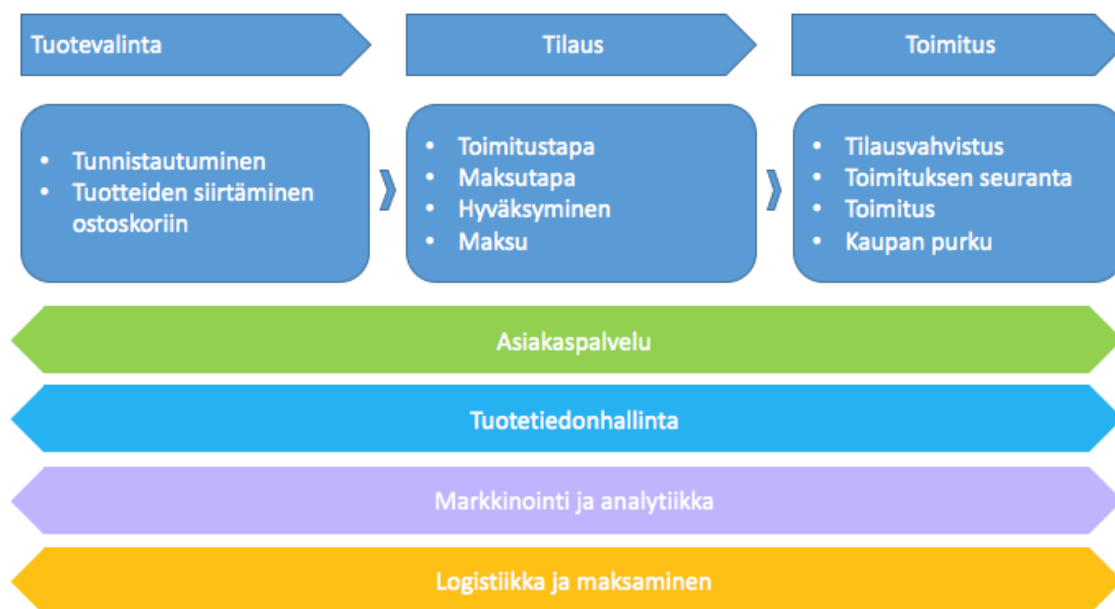 Tuotevalinta
Tilaus
Toimitus
• Tunnistautuminen
• Tuotteiden siirtäminen
ostoskoriin
• Toimitustapa
• Maksutapa
• Hyväksyminen
• Maksu
• Tilausvahvistus
• Toimituksen seuranta
• Toimitus
• Kaupan purku
Asiakaspalvelu
Tuotetiedonhallinta
Markkinointi ja analytiikka
Logistiikka ja maksaminen